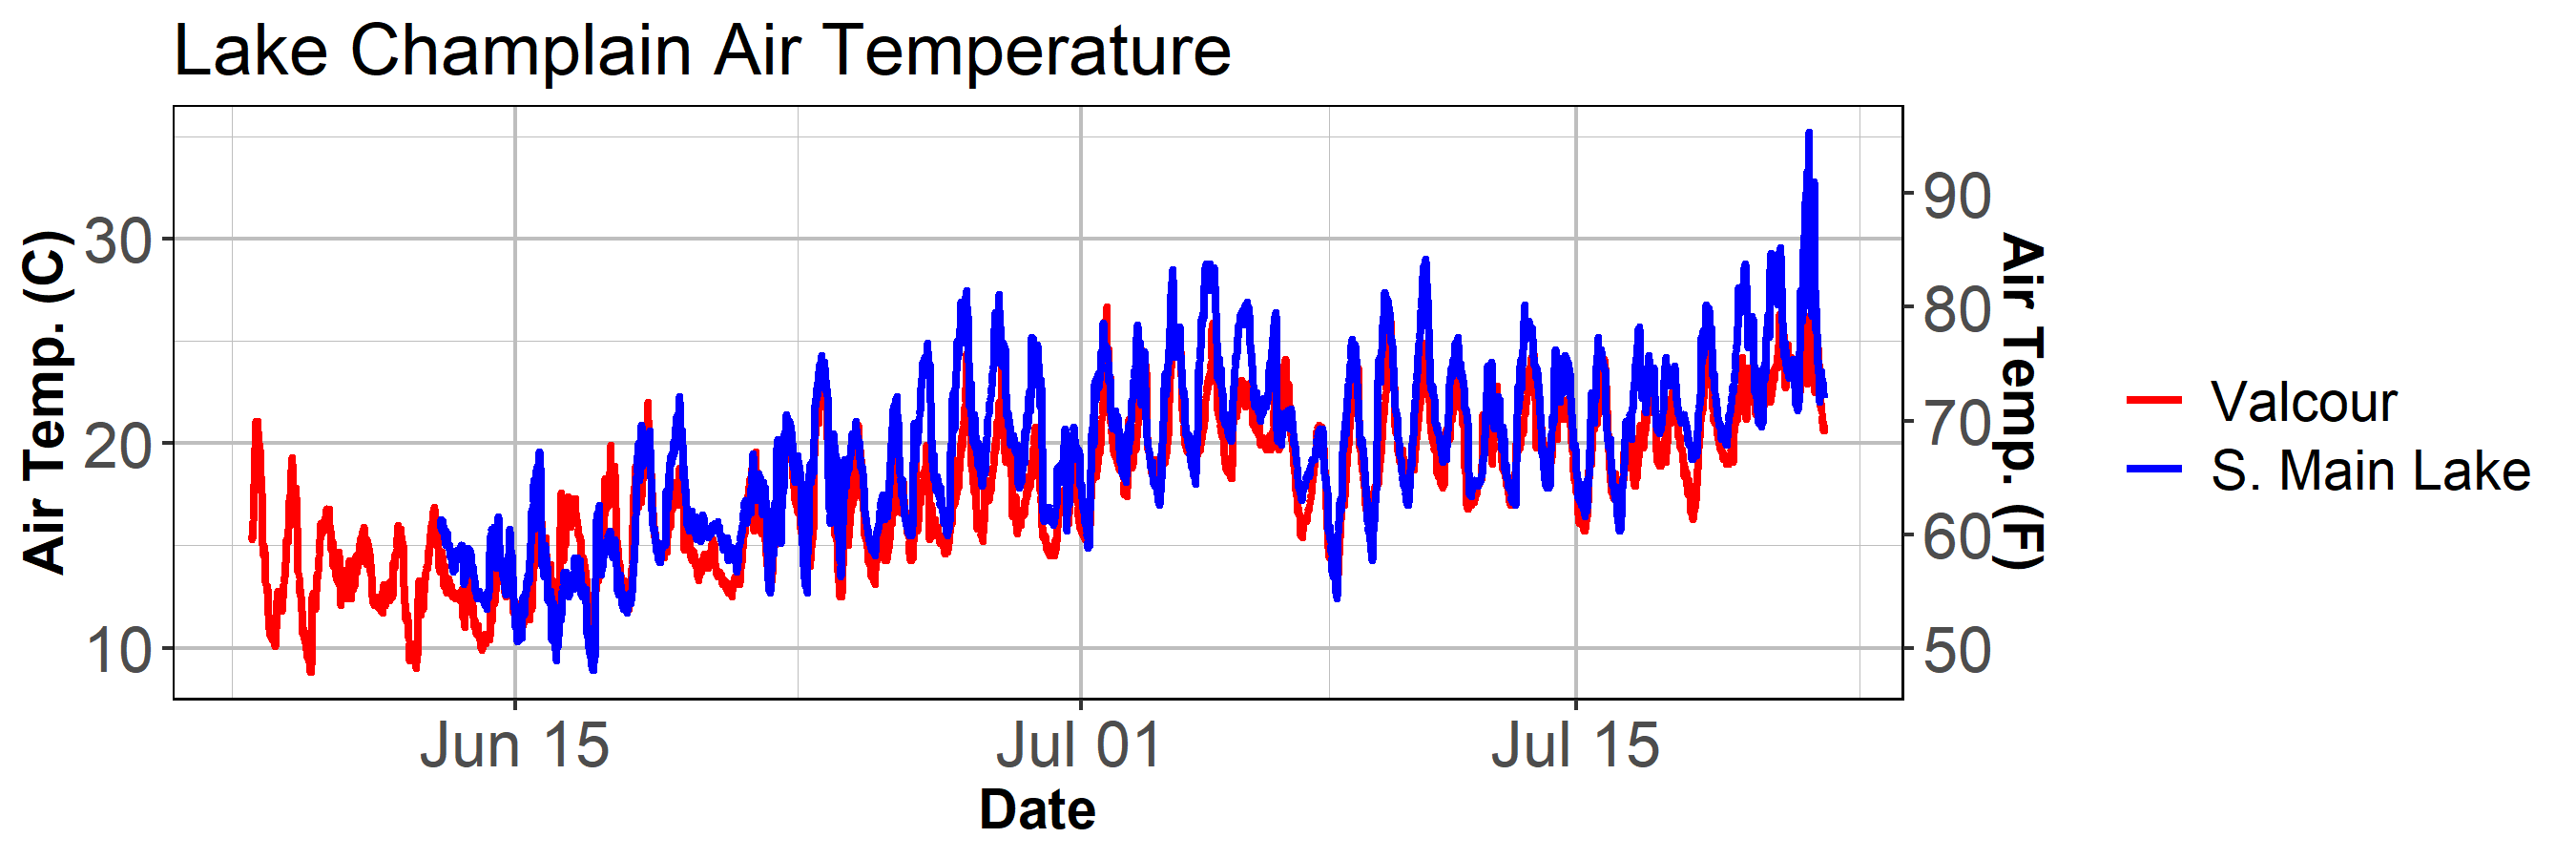 Lake Champlain Air Temperature
Air Temp. (C)
30
20
10
90
80
70
60
50
Air Temp. (F)
Jun 15
Jul 01
Jul 15
Date
Valcour
S. Main Lake